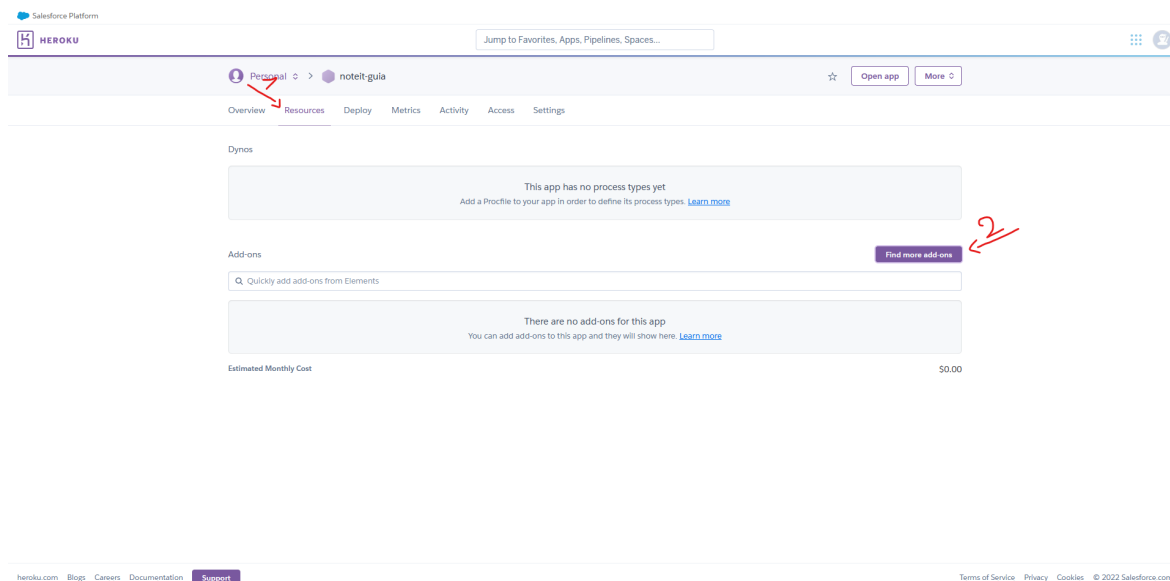 Salesforce Platform
HEROKU
Jump to Favorites, Apps, Pipelines, Spaces...
Personal > noteit-guia
Open app
More
1
Overview Resources Deploy Metrics Activity Access Settings
Dynos
This app has no process types yet
Add a Procfile to your app in order to define its process types. Learn more
2
Add-ons
Find more add-ons
Quickly add add-ons from Elements
There are no add-ons for this app
You can add add-ons to this app and they will show here. Learn more
Estimated Monthly Cost
$0.00
heroku.com Blogs Careers Documentation Support
Terms of Service Privacy Cookies © 2022 Salesforce.com